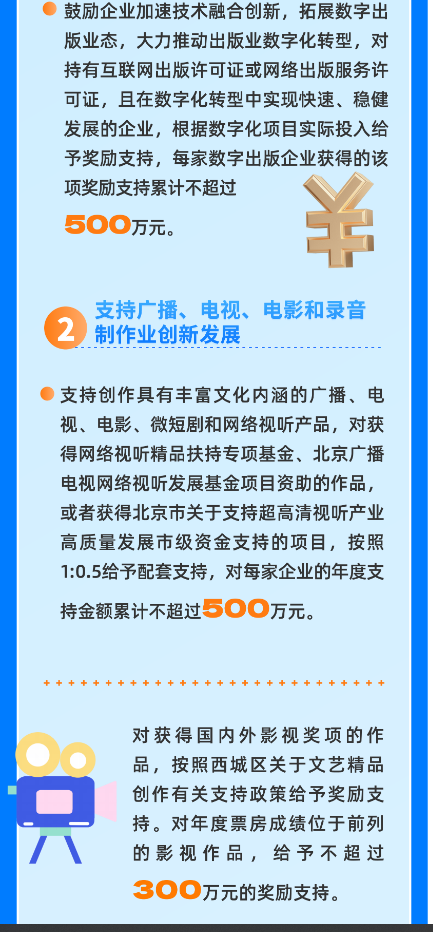 鼓励企业加速技术融合创新，拓展数字出
版业态，大力推动出版业数字化转型，对
持有互联网出版许可证或网络出版服务许
可证，且在数字化转型中实现快速、稳健
发展的企业，根据数字化项目实际投入给
予奖励支持，每家数字出版企业获得的该
项奖励支持累计不超过
500万元。
2
支持广播、电视、电影和录音
制作业创新发展
支持创作具有丰富文化内涵的广播、电
视、电影、微短剧和网络视听产品，对获
得网络视听精品扶持专项基金、北京广播
电视网络视听发展基金项目资助的作品，
或者获得北京市关于支持超高清视听产业
高质量发展市级资金支持的项目，按照
1:0.5给予配套支持，对每家企业的年度支
持金额累计不超过500万元。
对获得国内外影视奖项的作
品，按照西城区关于文艺精品
创作有关支持政策给予奖励支
持。对年度票房成绩位于前列
的影视作品，给予不超过
300万元的奖励支持。